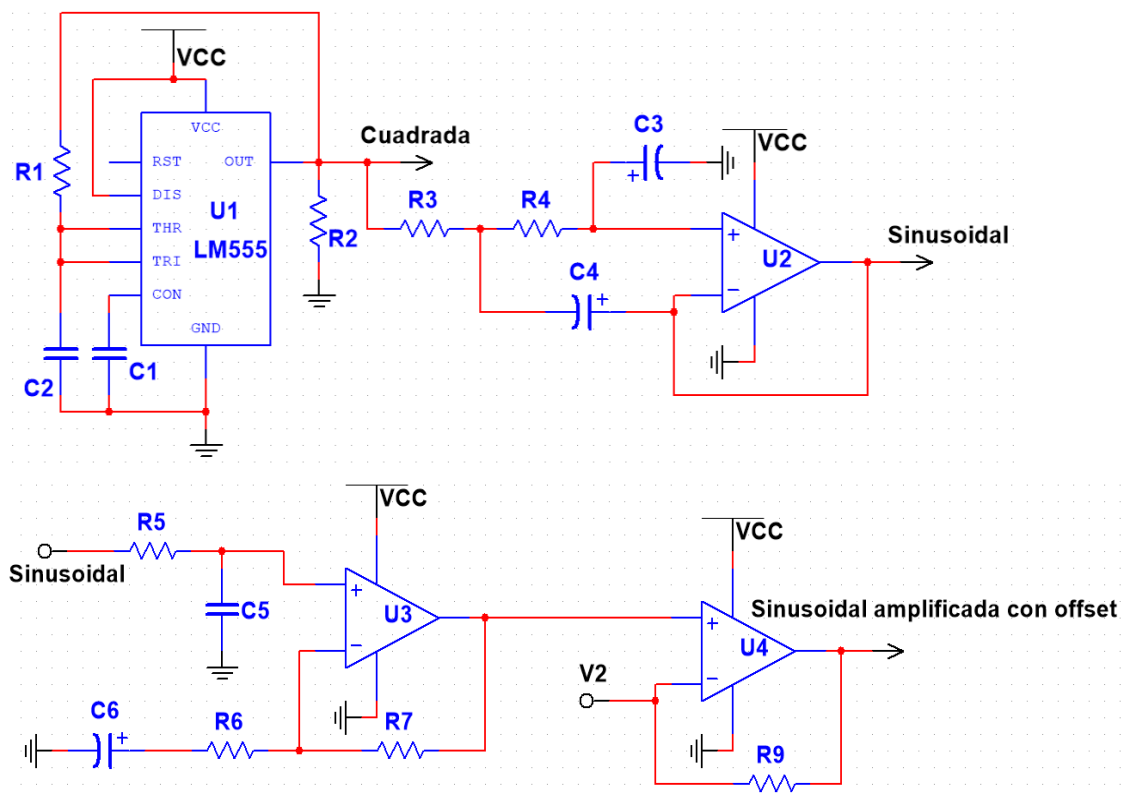 VCC
VCC
RST
OUT
DIS
THR
TRI
CON
GND
U1
LM555
R1
R2
C2
C1
Cuadrada
R3
R4
C3
+
C4
+
VCC
+
−
U2
Sinusoidal
VCC
R5
Sinusoidal
C5
+
−
U3
C6
+
R6
R7
VCC
+
−
U4
V2
R9
Sinusoidal amplificada con offset